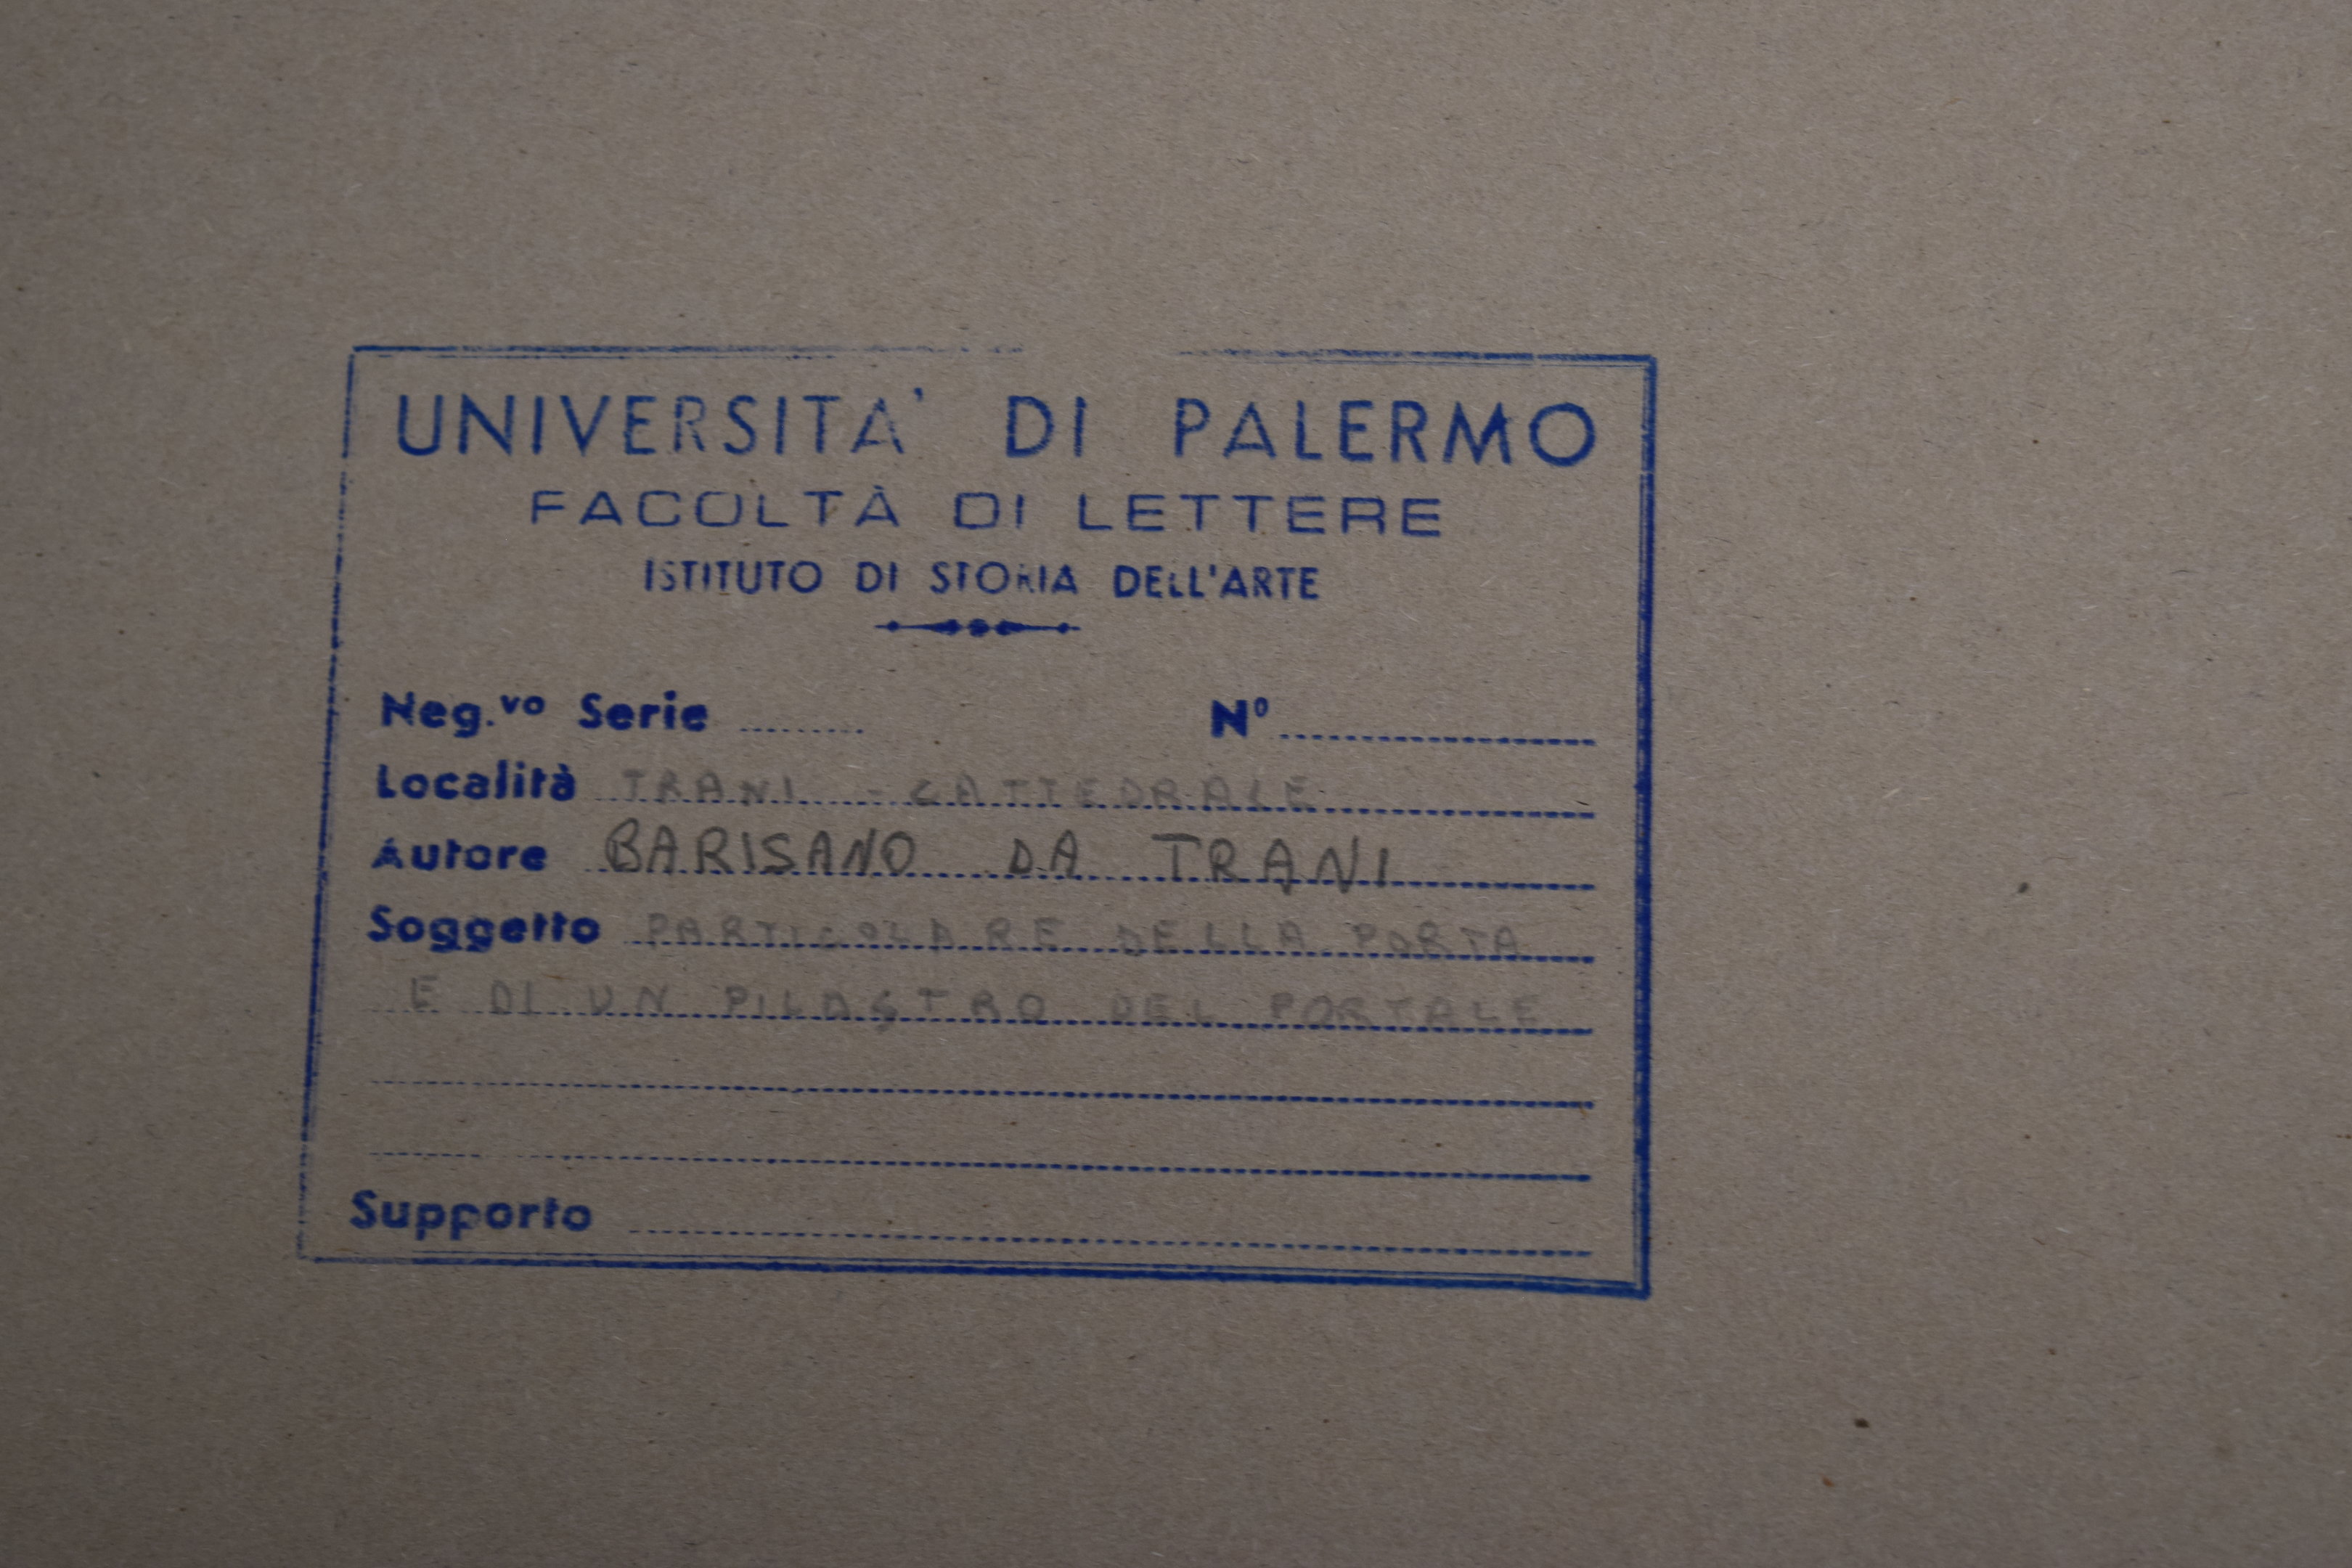 UNIVERSITA' DI PALERMO
FACOLTÀ DI LETTERE
ISTITUTO DI STORIA DELL'ARTE
Neg.vo Serie ........ N° ........
Località TRANI - CATTEDRALE
Autore BARISANO DA TRANI
Soggetto PARTICOLARE DELLA PORTA
E DI UN PILASTRO DEL PORTALE
Supporto